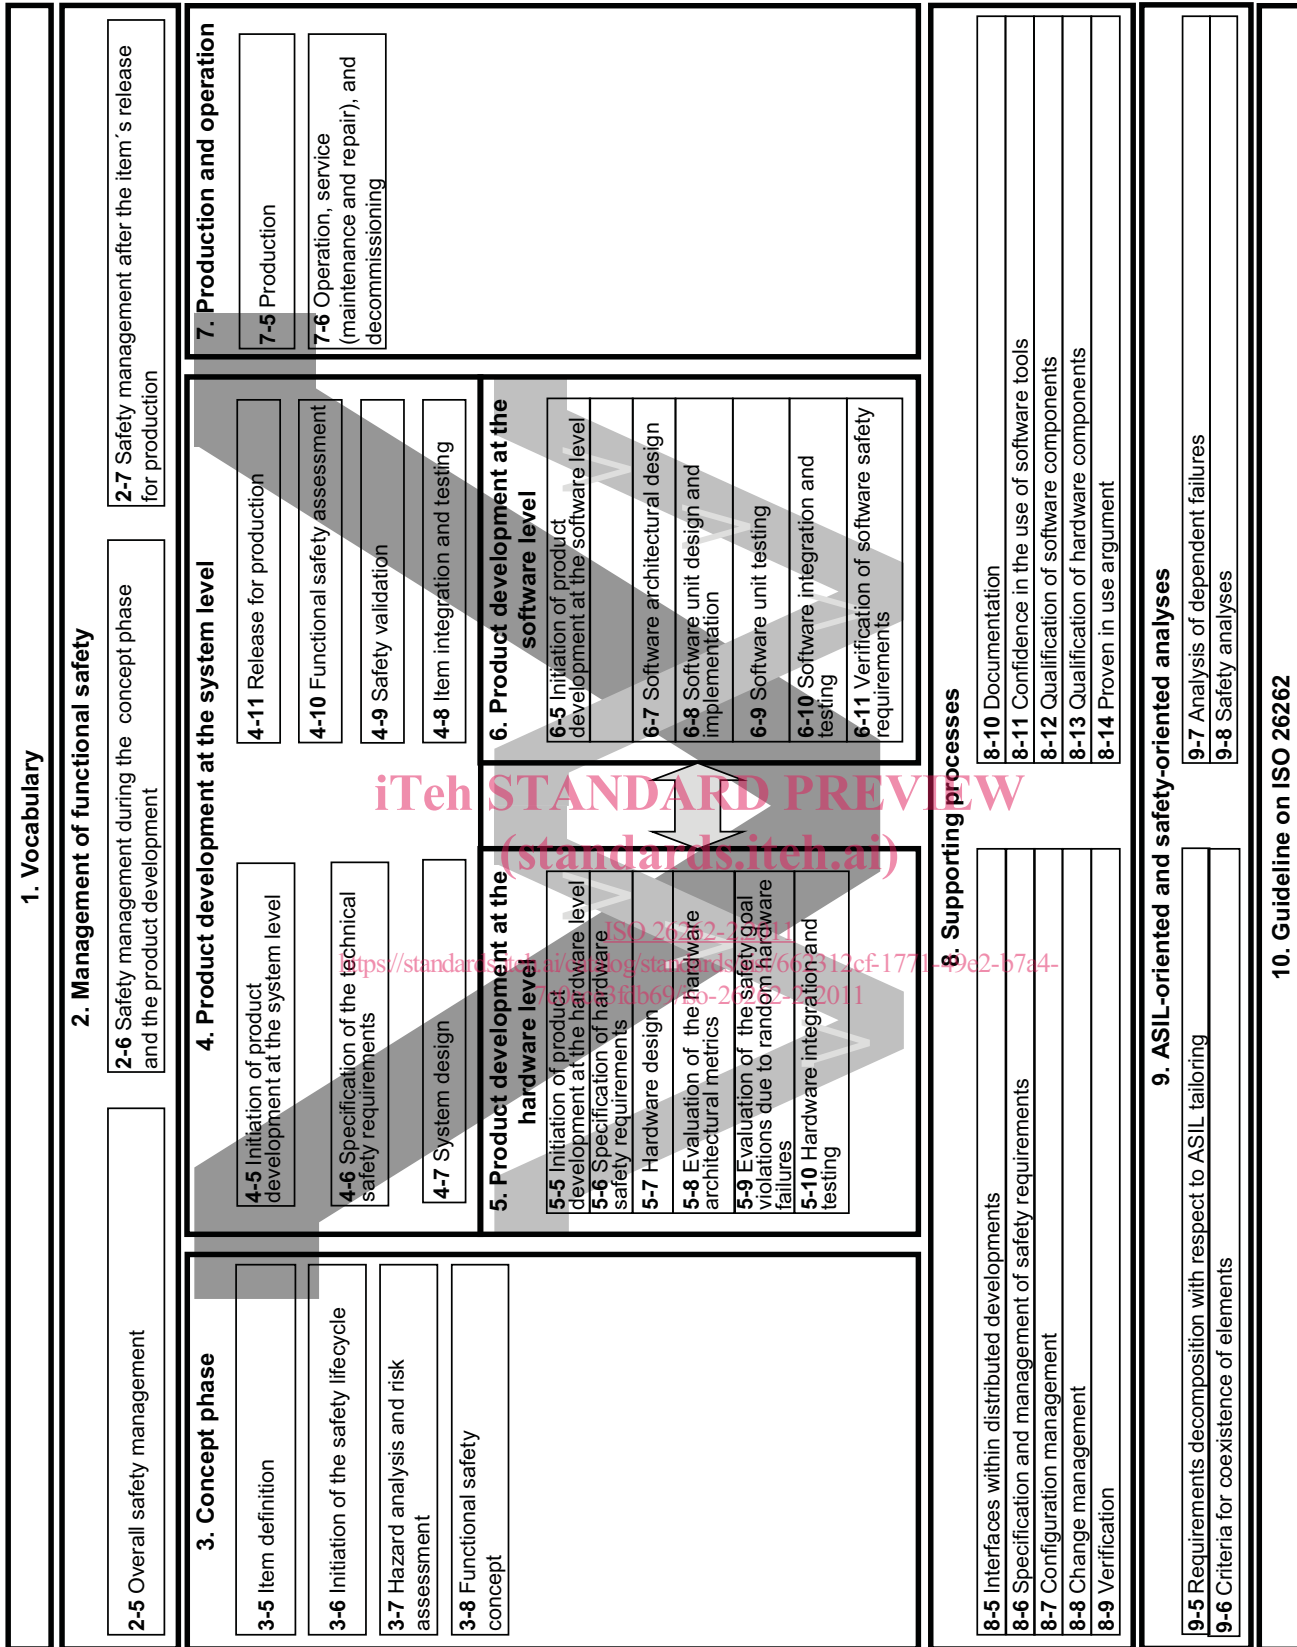 1. Vocabulary
2. Management of functional safety
2-5 Overall safety management
2-6 Safety management during the concept phase
and the product development
2-7 Safety management after the item´s release
for production
3. Concept phase
3-5 Item definition
3-6 Initiation of the safety lifecycle
3-7 Hazard analysis and risk
assessment
3-8 Functional safety
concept
4. Product development at the system level
4-5 Initiation of product
development at the system level
4-6 Specification of the technical
safety requirements
4-7 System design
4-11 Release for production
4-10 Functional safety assessment
4-9 Safety validation
4-8 Item integration and testing
7. Production and operation
7-5 Production
7-6 Operation, service
(maintenance and repair), and
decommissioning
5. Product development at the
hardware level
5-5 Initiation of product
development at the hardware level
5-6 Specification of hardware
safety requirements
5-7 Hardware design
5-8 Evaluation of the hardware
architectural metrics
5-9 Evaluation of the safety goal
violations due to random hardware
failures
5-10 Hardware integration and
testing
6. Product development at the
software level
6-5 Initiation of product
development at the software level
6-7 Software architectural design
6-8 Software unit design and
implementation
6-9 Software unit testing
6-10 Software integration and
testing
6-11 Verification of software safety
requirements
8. Supporting processes
8-5 Interfaces within distributed developments
8-6 Specification and management of safety requirements
8-7 Configuration management
8-8 Change management
8-9 Verification
8-10 Documentation
8-11 Confidence in the use of software tools
8-12 Qualification of software components
8-13 Qualification of hardware components
8-14 Proven in use argument
9. ASIL-oriented and safety-oriented analyses
9-5 Requirements decomposition with respect to ASIL tailoring
9-6 Criteria for coexistence of elements
9-7 Analysis of dependent failures
9-8 Safety analyses
10. Guideline on ISO 26262
iTeh STANDARD PREVIEW
(standards.iteh.ai)
ISO 26262-2:2011